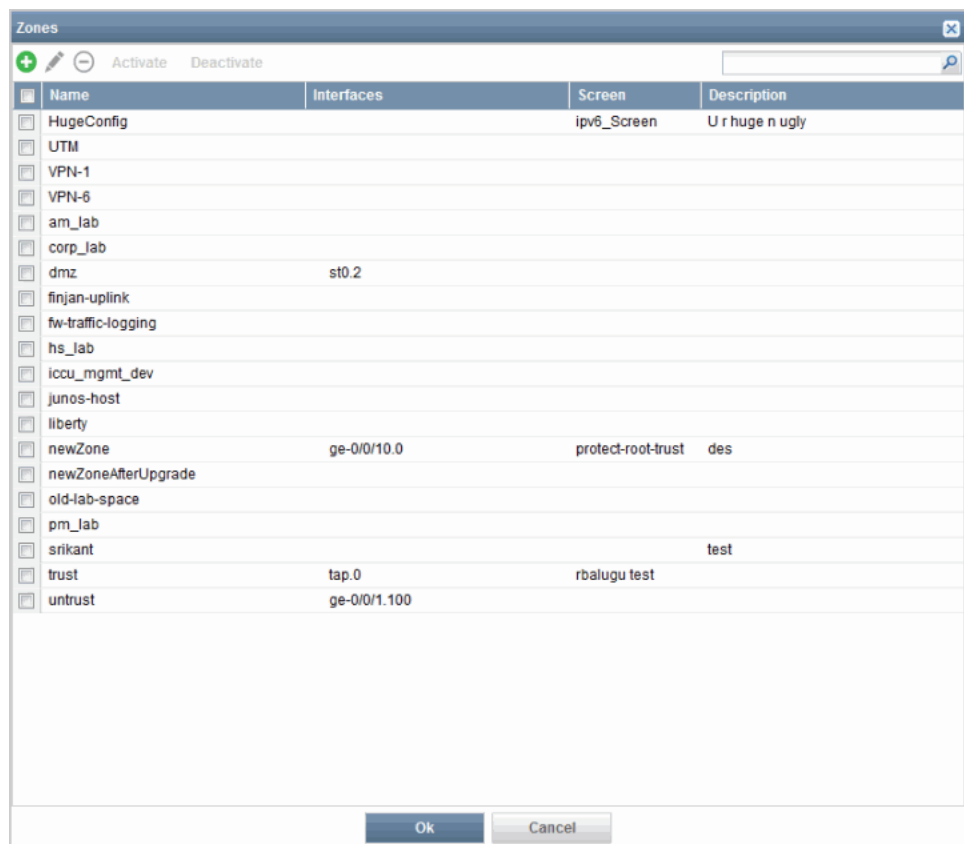 Zones
Activate Deactivate
Name Interfaces Screen Description
HugeConfig ipv6_Screen U r huge n ugly
UTM
VPN-1
VPN-6
am_lab
corp_lab
dmz st0.2
finjan-uplink
fw-traffic-logging
hs_lab
iccu_mgmt_dev
junos-host
liberty
newZone ge-0/0/10.0 protect-root-trust des
newZoneAfterUpgrade
old-lab-space
pm_lab
srikant test
trust tap.0 rbalugu test
untrust ge-0/0/1.100
Ok Cancel